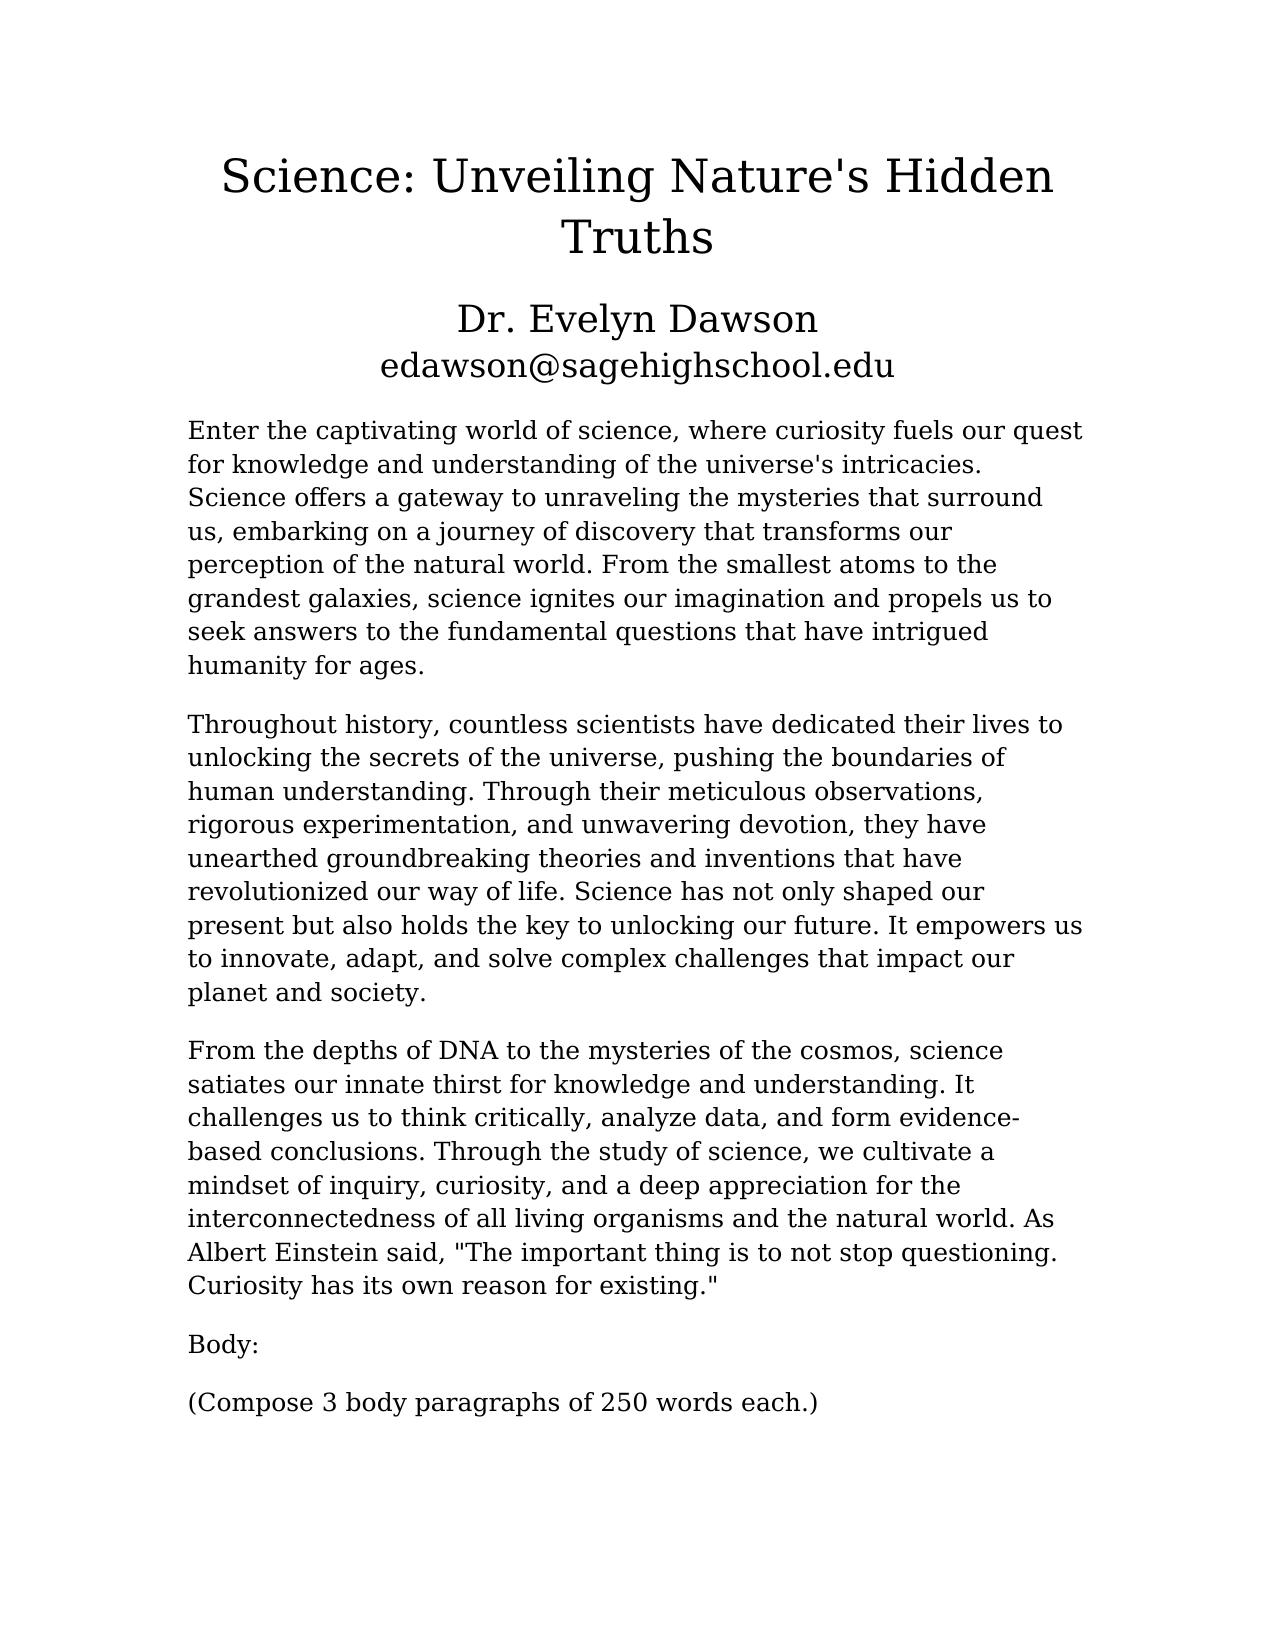 Science: Unveiling Nature's Hidden
Truths
Dr. Evelyn Dawson
edawson@sagehighschool.edu
Enter the captivating world of science, where curiosity fuels our quest
for knowledge and understanding of the universe's intricacies.
Science offers a gateway to unraveling the mysteries that surround
us, embarking on a journey of discovery that transforms our
perception of the natural world. From the smallest atoms to the
grandest galaxies, science ignites our imagination and propels us to
seek answers to the fundamental questions that have intrigued
humanity for ages.
Throughout history, countless scientists have dedicated their lives to
unlocking the secrets of the universe, pushing the boundaries of
human understanding. Through their meticulous observations,
rigorous experimentation, and unwavering devotion, they have
unearthed groundbreaking theories and inventions that have
revolutionized our way of life. Science has not only shaped our
present but also holds the key to unlocking our future. It empowers us
to innovate, adapt, and solve complex challenges that impact our
planet and society.
From the depths of DNA to the mysteries of the cosmos, science
satiates our innate thirst for knowledge and understanding. It
challenges us to think critically, analyze data, and form evidence-
based conclusions. Through the study of science, we cultivate a
mindset of inquiry, curiosity, and a deep appreciation for the
interconnectedness of all living organisms and the natural world. As
Albert Einstein said, "The important thing is to not stop questioning.
Curiosity has its own reason for existing."
Body:
(Compose 3 body paragraphs of 250 words each.)